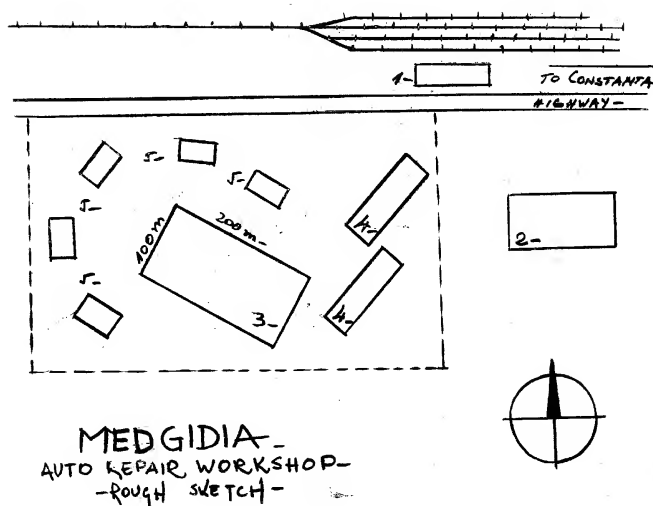 1-
TO CONSTANTA
HIGHWAY-
5-
5-
5-
5-
100m
200m-
4-
2-
3-
4-
MEDGIDIA-
AUTO REPAIR WORKSHOP-
-ROUGH SKETCH-